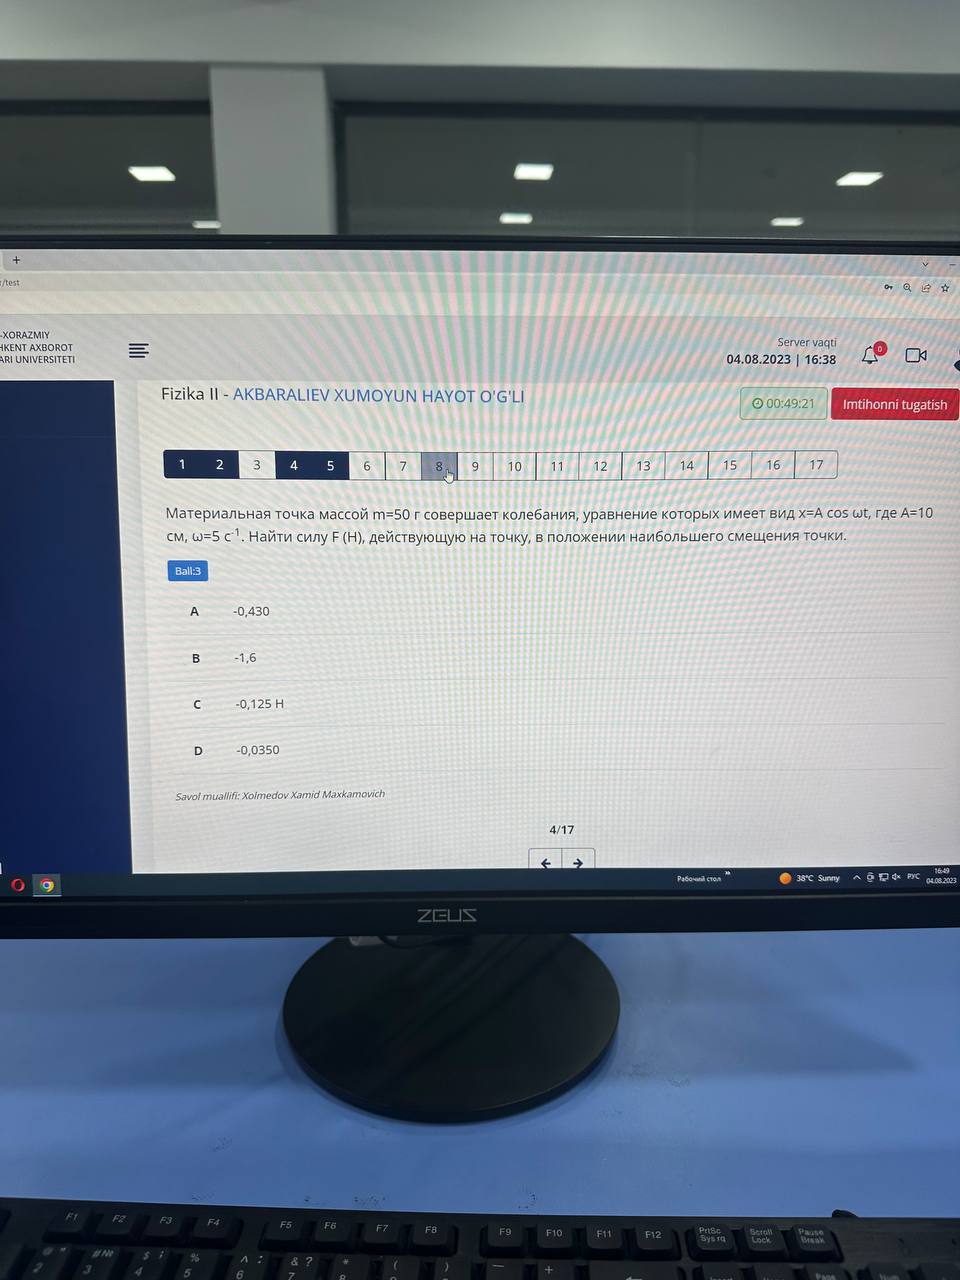 +
/test
-XORAZMIY
HKENT AXBOROT
ARI UNIVERSITETI
Server vaqti
04.08.2023 | 16:38
0
Fizika II - AKBARALIEV XUMOYUN HAYOT O'G'LI
00:49:21
Imtihonni tugatish
1 2 3 4 5 6 7 8 9 10 11 12 13 14 15 16 17
Материальная точка массой m=50 г совершает колебания, уравнение которых имеет вид x=A cos ωt, где A=10
см, ω=5 с⁻¹. Найти силу F (Н), действующую на точку, в положении наибольшего смещения точки.
Ball:3
A -0,430
B -1,6
C -0,125 Н
D -0,0350
Savol muallifi: Xolmedov Xamid Maxkamovich
4/17
Рабочий стол
38°C Sunny
РУС
16:49
04.08.2023
ZEUS
F1 F2 F3 F4 F5 F6 F7 F8 F9 F10 F11 F12 PrtSc Sys rq Scroll Lock Pause Break
2 3 4 5 6 7